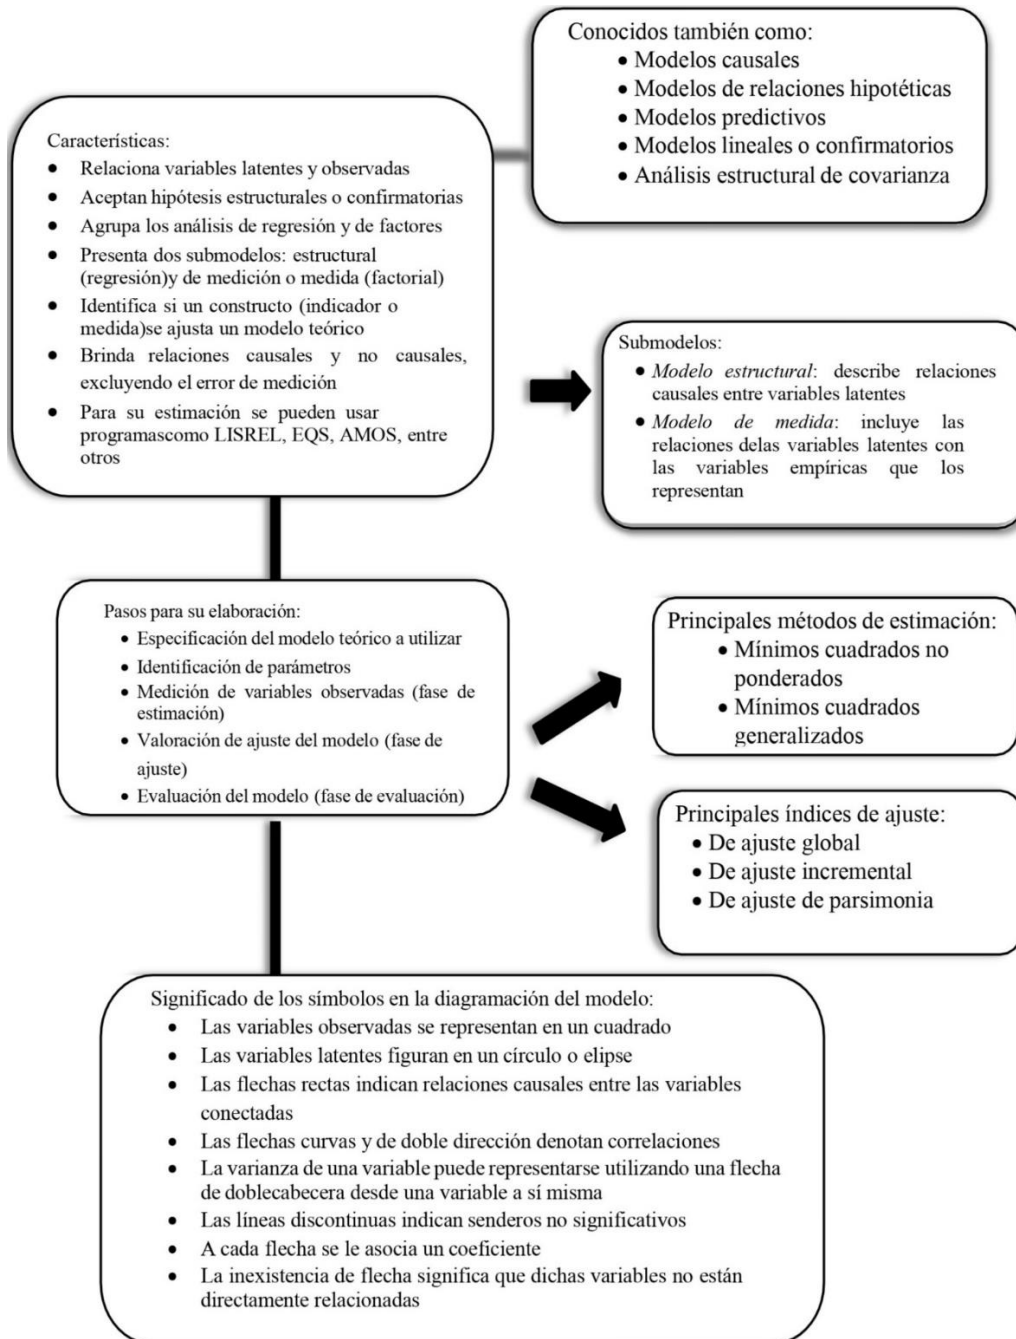 Conocidos también como:
• Modelos causales
• Modelos de relaciones hipotéticas
• Modelos predictivos
• Modelos lineales o confirmatorios
• Análisis estructural de covarianza
Características:
• Relaciona variables latentes y observadas
• Aceptan hipótesis estructurales o confirmatorias
• Agrupa los análisis de regresión y de factores
• Presenta dos submodelos: estructural
(regresión)y de medición o medida (factorial)
• Identifica si un constructo (indicador o
medida)se ajusta un modelo teórico
• Brinda relaciones causales y no causales,
excluyendo el error de medición
• Para su estimación se pueden usar
programascomo LISREL, EQS, AMOS, entre
otros
Submodelos:
• Modelo estructural: describe relaciones
causales entre variables latentes
• Modelo de medida: incluye las
relaciones delas variables latentes con
las variables empíricas que los
representan
Pasos para su elaboración:
• Especificación del modelo teórico a utilizar
• Identificación de parámetros
• Medición de variables observadas (fase de
estimación)
• Valoración de ajuste del modelo (fase de
ajuste)
• Evaluación del modelo (fase de evaluación)
Principales métodos de estimación:
• Mínimos cuadrados no
ponderados
• Mínimos cuadrados
generalizados
Principales índices de ajuste:
• De ajuste global
• De ajuste incremental
• De ajuste de parsimonia
Significado de los símbolos en la diagramación del modelo:
• Las variables observadas se representan en un cuadrado
• Las variables latentes figuran en un círculo o elipse
• Las flechas rectas indican relaciones causales entre las variables
conectadas
• Las flechas curvas y de doble dirección denotan correlaciones
• La varianza de una variable puede representarse utilizando una flecha
de doblecabecera desde una variable a sí misma
• Las líneas discontinuas indican senderos no significativos
• A cada flecha se le asocia un coeficiente
• La inexistencia de flecha significa que dichas variables no están
directamente relacionadas